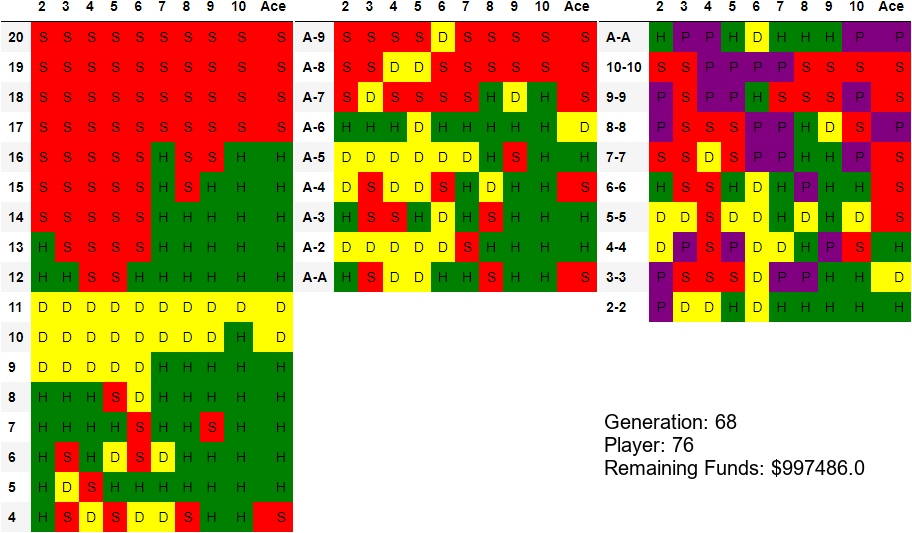 2 3 4 5 6 7 8 9 10 Ace
20 S S S S S S S S S S
19 S S S S S S S S S S
18 S S S S S S S S S S
17 S S S S S S S S S S
16 S S S S S H S S H H
15 S S S S S H S H H H
14 S S S S S H H H H H
13 H S S S S H H H H H
12 H H S S H H H H H H
11 D D D D D D D D D D
10 D D D D D D D D H D
9 D D D D D H H H H H
8 H H H S D H H H H H
7 H H H H S H H S H H
6 H S H D S D H H H H
5 H D S H H H H H H H
4 H S D S D D S H H S
2 3 4 5 6 7 8 9 10 Ace
A-9 S S S S D S S S S S
A-8 S S D D S S S S S S
A-7 S D S S S S H D H S
A-6 H H H D H H H H H D
A-5 D D D D D D H S H H
A-4 D S D D S H D H H S
A-3 H S S H D H S H H H
A-2 D D D D D S H H H H
A-A H S D D H H S H H S
2 3 4 5 6 7 8 9 10 Ace
A-A H P P H D H H H P P
10-10 S S P P P P S S S S
9-9 P S P P H S S S P S
8-8 P S S S P P H D S P
7-7 S S D S P P H H P S
6-6 H S S H D H P H H S
5-5 D D S D D H D H D S
4-4 D P S P D D H P S H
3-3 P S S S D P P H H D
2-2 P D D H D H H H H H
Generation: 68
Player: 76
Remaining Funds: $997486.0